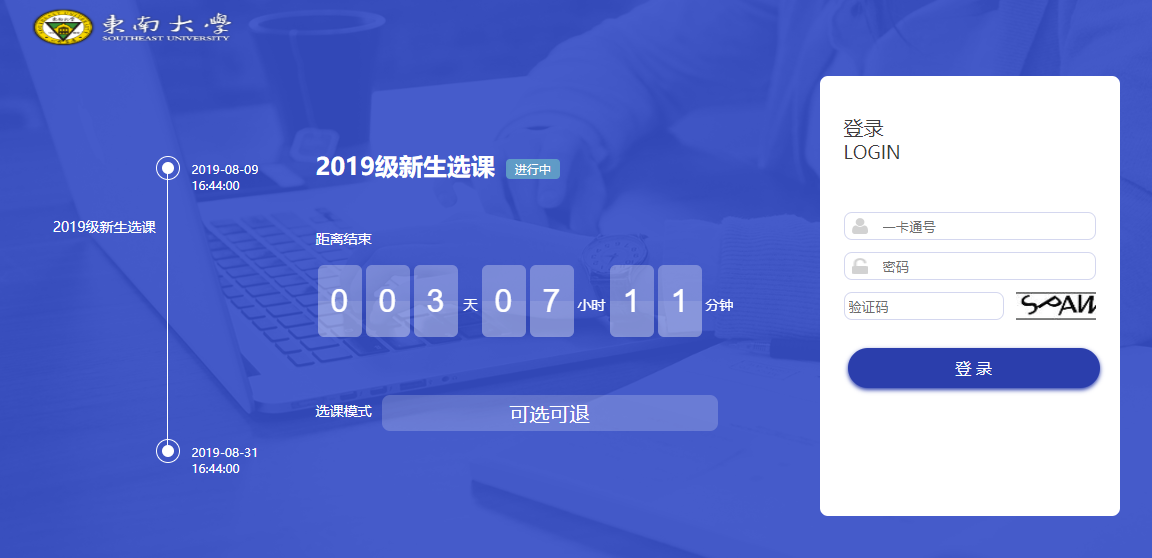 東南大學
SOUTHEAST UNIVERSITY
2019-08-09
16:44:00
2019级新生选课
2019-08-31
16:44:00
2019级新生选课 进行中
距离结束
0 0 3 天 0 7 小时 1 1 分钟
选课模式 可选可退
登录
LOGIN
一卡通号
密码
验证码
登 录